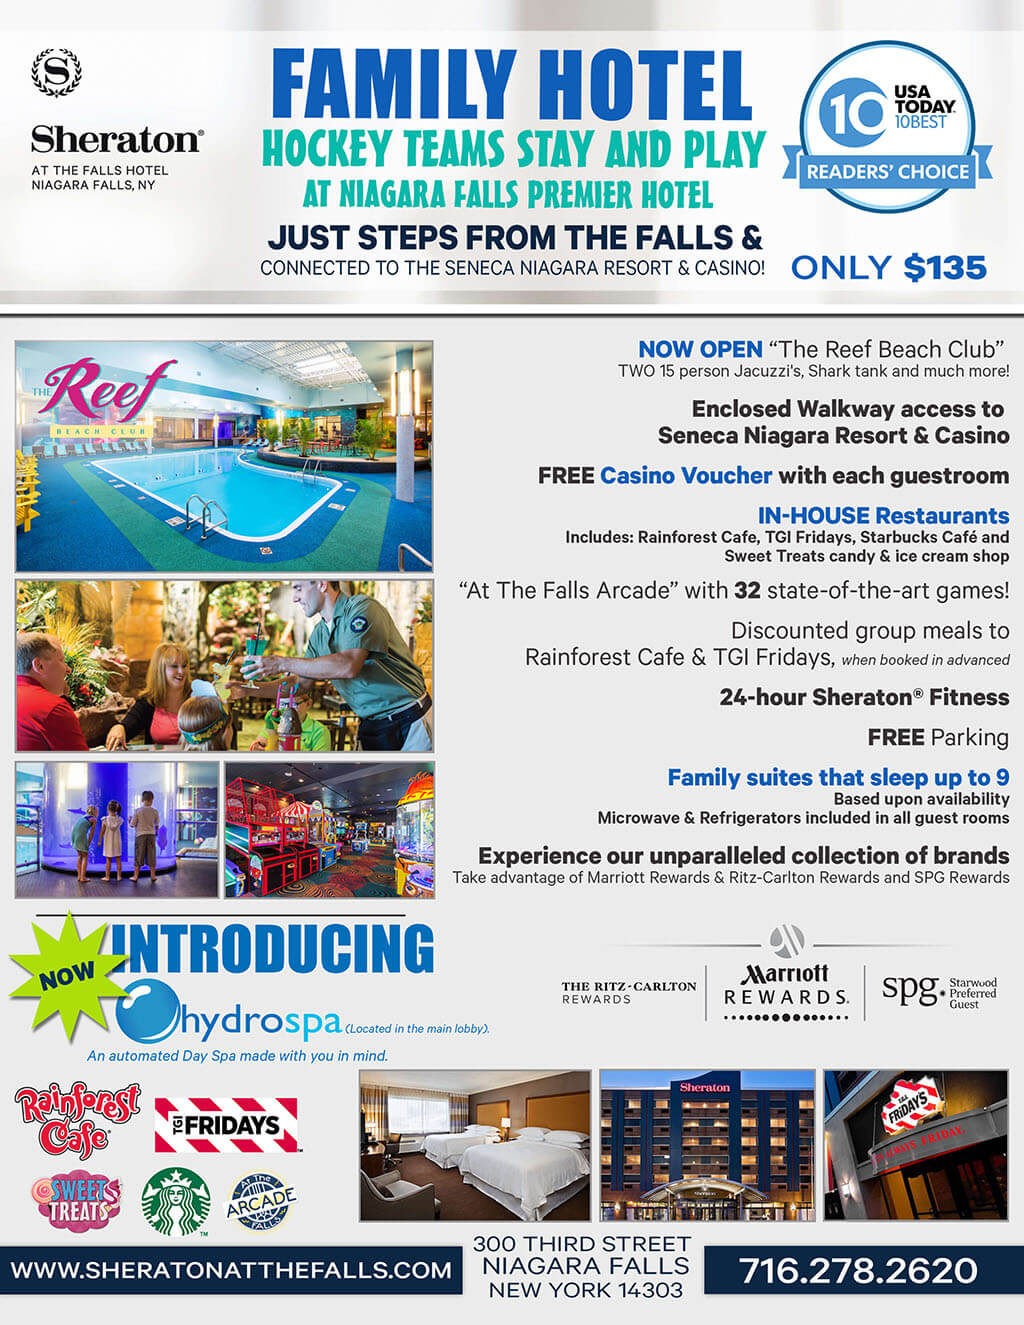 S
Sheraton®
AT THE FALLS HOTEL
NIAGARA FALLS, NY
FAMILY HOTEL
HOCKEY TEAMS STAY AND PLAY
AT NIAGARA FALLS PREMIER HOTEL
JUST STEPS FROM THE FALLS &
CONNECTED TO THE SENECA NIAGARA RESORT & CASINO!
10
USA
TODAY
10BEST
READERS' CHOICE
ONLY $135
THE Reef
BEACH CLUB
NOW OPEN “The Reef Beach Club”
TWO 15 person Jacuzzi's, Shark tank and much more!
Enclosed Walkway access to
Seneca Niagara Resort & Casino
FREE Casino Voucher with each guestroom
IN-HOUSE Restaurants
Includes: Rainforest Cafe, TGI Fridays, Starbucks Café and
Sweet Treats candy & ice cream shop
“At The Falls Arcade” with 32 state-of-the-art games!
Discounted group meals to
Rainforest Cafe & TGI Fridays, when booked in advanced
24-hour Sheraton® Fitness
FREE Parking
Family suites that sleep up to 9
Based upon availability
Microwave & Refrigerators included in all guest rooms
Experience our unparalleled collection of brands
Take advantage of Marriott Rewards & Ritz-Carlton Rewards and SPG Rewards
NOW
INTRODUCING
hydrospa (Located in the main lobby).
An automated Day Spa made with you in mind.
THE RITZ-CARLTON
REWARDS
Marriott
REWARDS.
spg
Starwood
Preferred
Guest
Rainforest
Cafe
TGI FRIDAYS
SWEET
TREATS
At The
ARCADE
FALLS
Sheraton
Sheraton
T.G.I.
FRIDAYS
ALWAYS FRIDAY.
WWW.SHERATONATTHEFALLS.COM
300 THIRD STREET
NIAGARA FALLS
NEW YORK 14303
716.278.2620